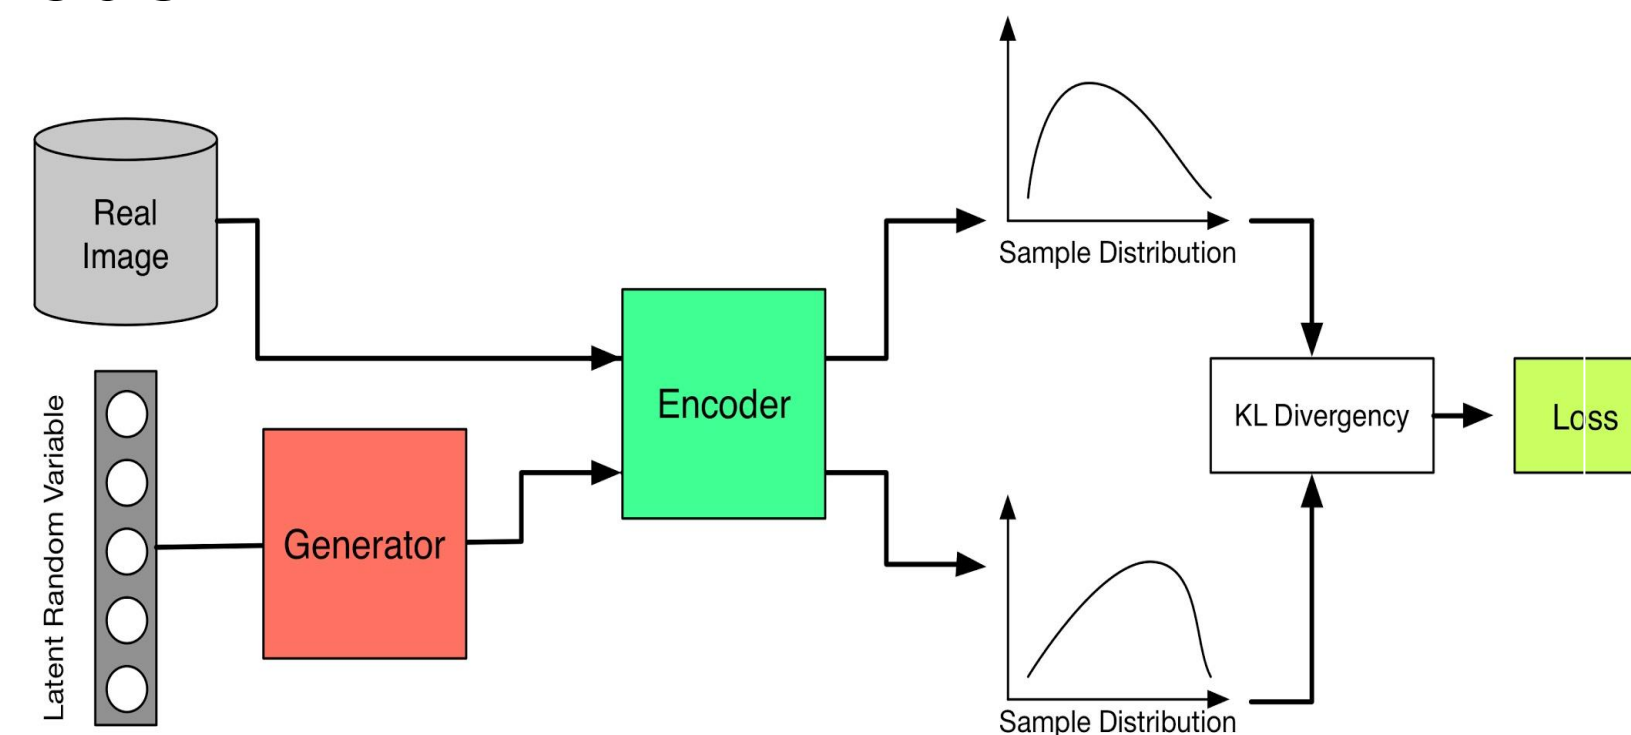 Real
Image
Sample Distribution
Encoder
KL Divergency
Loss
Latent Random Variable
Generator
Sample Distribution